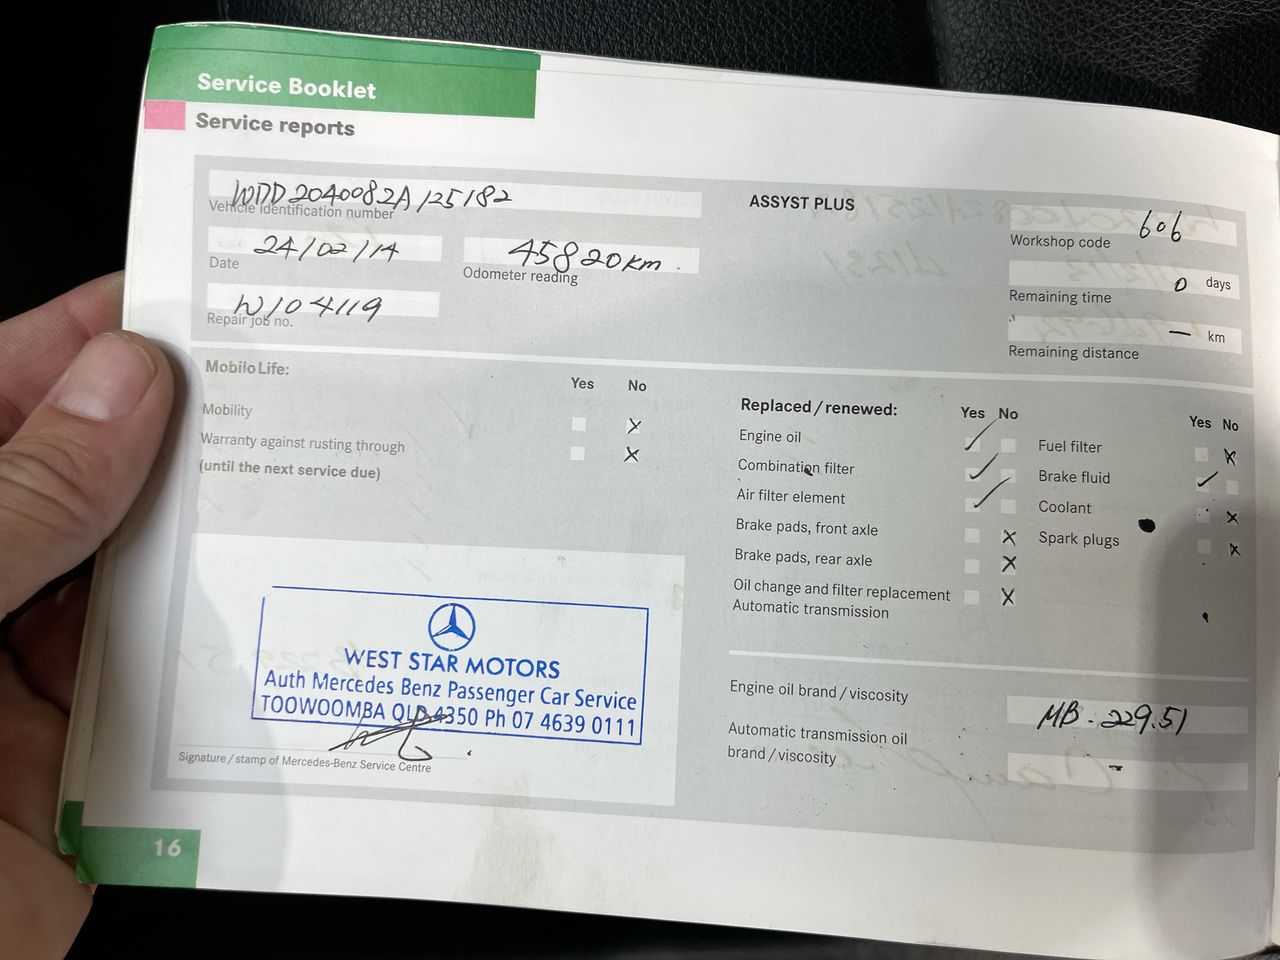 Service Booklet
Service reports
WDD2040082A125182
Vehicle identification number
24/02/14
Date
45820km.
Odometer reading
W104119
Repair job no.
ASSYST PLUS
606
Workshop code
0 days
Remaining time
— km
Remaining distance
MobiloLife:
Yes No
Mobility
Warranty against rusting through
(until the next service due)
Replaced / renewed:
Yes No
Engine oil
Combination filter
Air filter element
Brake pads, front axle
Brake pads, rear axle
Oil change and filter replacement
Automatic transmission
Yes No
Fuel filter
Brake fluid
Coolant
Spark plugs
WEST STAR MOTORS
Auth Mercedes Benz Passenger Car Service
TOOWOOMBA QLD 4350 Ph 07 4639 0111
Signature / stamp of Mercedes-Benz Service Centre
Engine oil brand / viscosity
MB-229.51
Automatic transmission oil
brand / viscosity
-
16